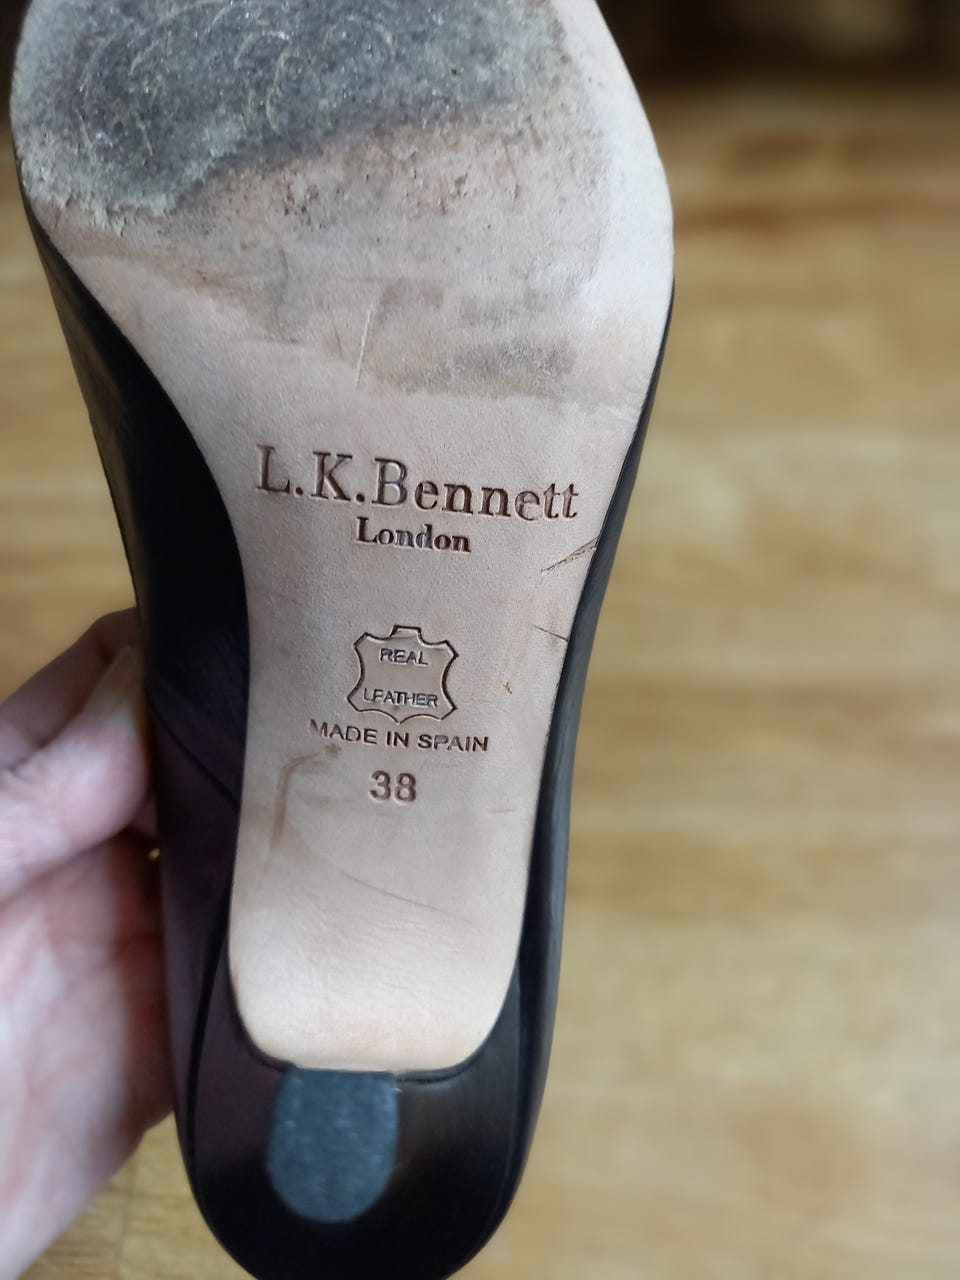 L.K.Bennett
London
REAL
LEATHER
MADE IN SPAIN
38